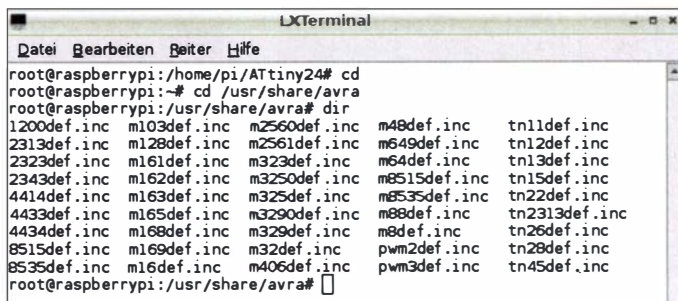 LXTerminal
Datei Bearbeiten Reiter Hilfe
root@raspberrypi:/home/pi/ATtiny24# cd
root@raspberrypi:~# cd /usr/share/avra
root@raspberrypi:/usr/share/avra# dir
1200def.inc m103def.inc m2560def.inc m48def.inc tn11def.inc
2313def.inc m128def.inc m2561def.inc m649def.inc tn12def.inc
2323def.inc m161def.inc m323def.inc m64def.inc tn13def.inc
2343def.inc m162def.inc m3250def.inc m8515def.inc tn15def.inc
4414def.inc m163def.inc m325def.inc m8535def.inc tn22def.inc
4433def.inc m165def.inc m3290def.inc m88def.inc tn2313def.inc
4434def.inc m168def.inc m329def.inc m8def.inc tn26def.inc
8515def.inc m169def.inc m32def.inc pwm2def.inc tn28def.inc
8535def.inc m16def.inc m406def.inc pwm3def.inc tn45def.inc
root@raspberrypi:/usr/share/avra#